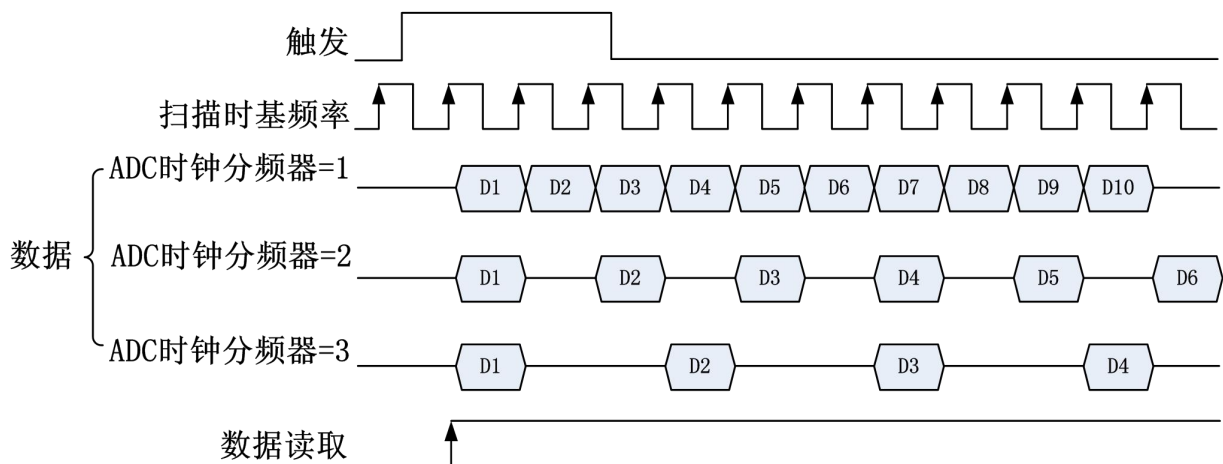 触发
扫描时基频率
ADC时钟分频器=1
D1 D2 D3 D4 D5 D6 D7 D8 D9 D10
数据
ADC时钟分频器=2
D1 D2 D3 D4 D5 D6
ADC时钟分频器=3
D1 D2 D3 D4
数据读取